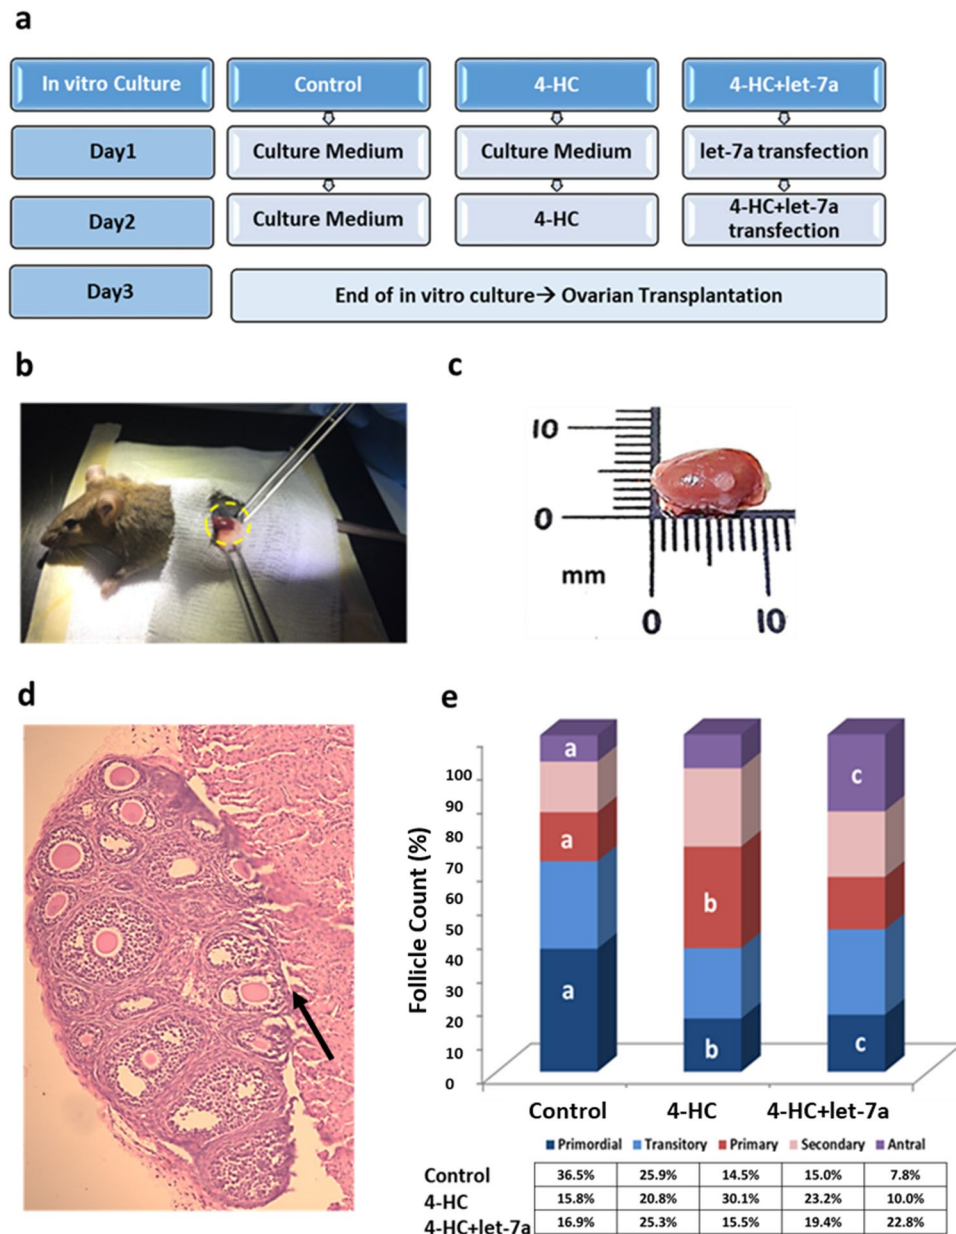 a
In vitro Culture
Control
4-HC
4-HC+let-7a
Day1
Culture Medium
Culture Medium
let-7a transfection
Day2
Culture Medium
4-HC
4-HC+let-7a
transfection
Day3
End of in vitro culture→ Ovarian Transplantation
b
c
10
0
mm
0
10
d
e
Follicle Count (%)
100
90
80
70
60
50
40
30
20
10
0
a
a
a
b
b
c
c
Control
4-HC
4-HC+let-7a
Primordial
Transitory
Primary
Secondary
Antral
Control 36.5% 25.9% 14.5% 15.0% 7.8%
4-HC 15.8% 20.8% 30.1% 23.2% 10.0%
4-HC+let-7a 16.9% 25.3% 15.5% 19.4% 22.8%